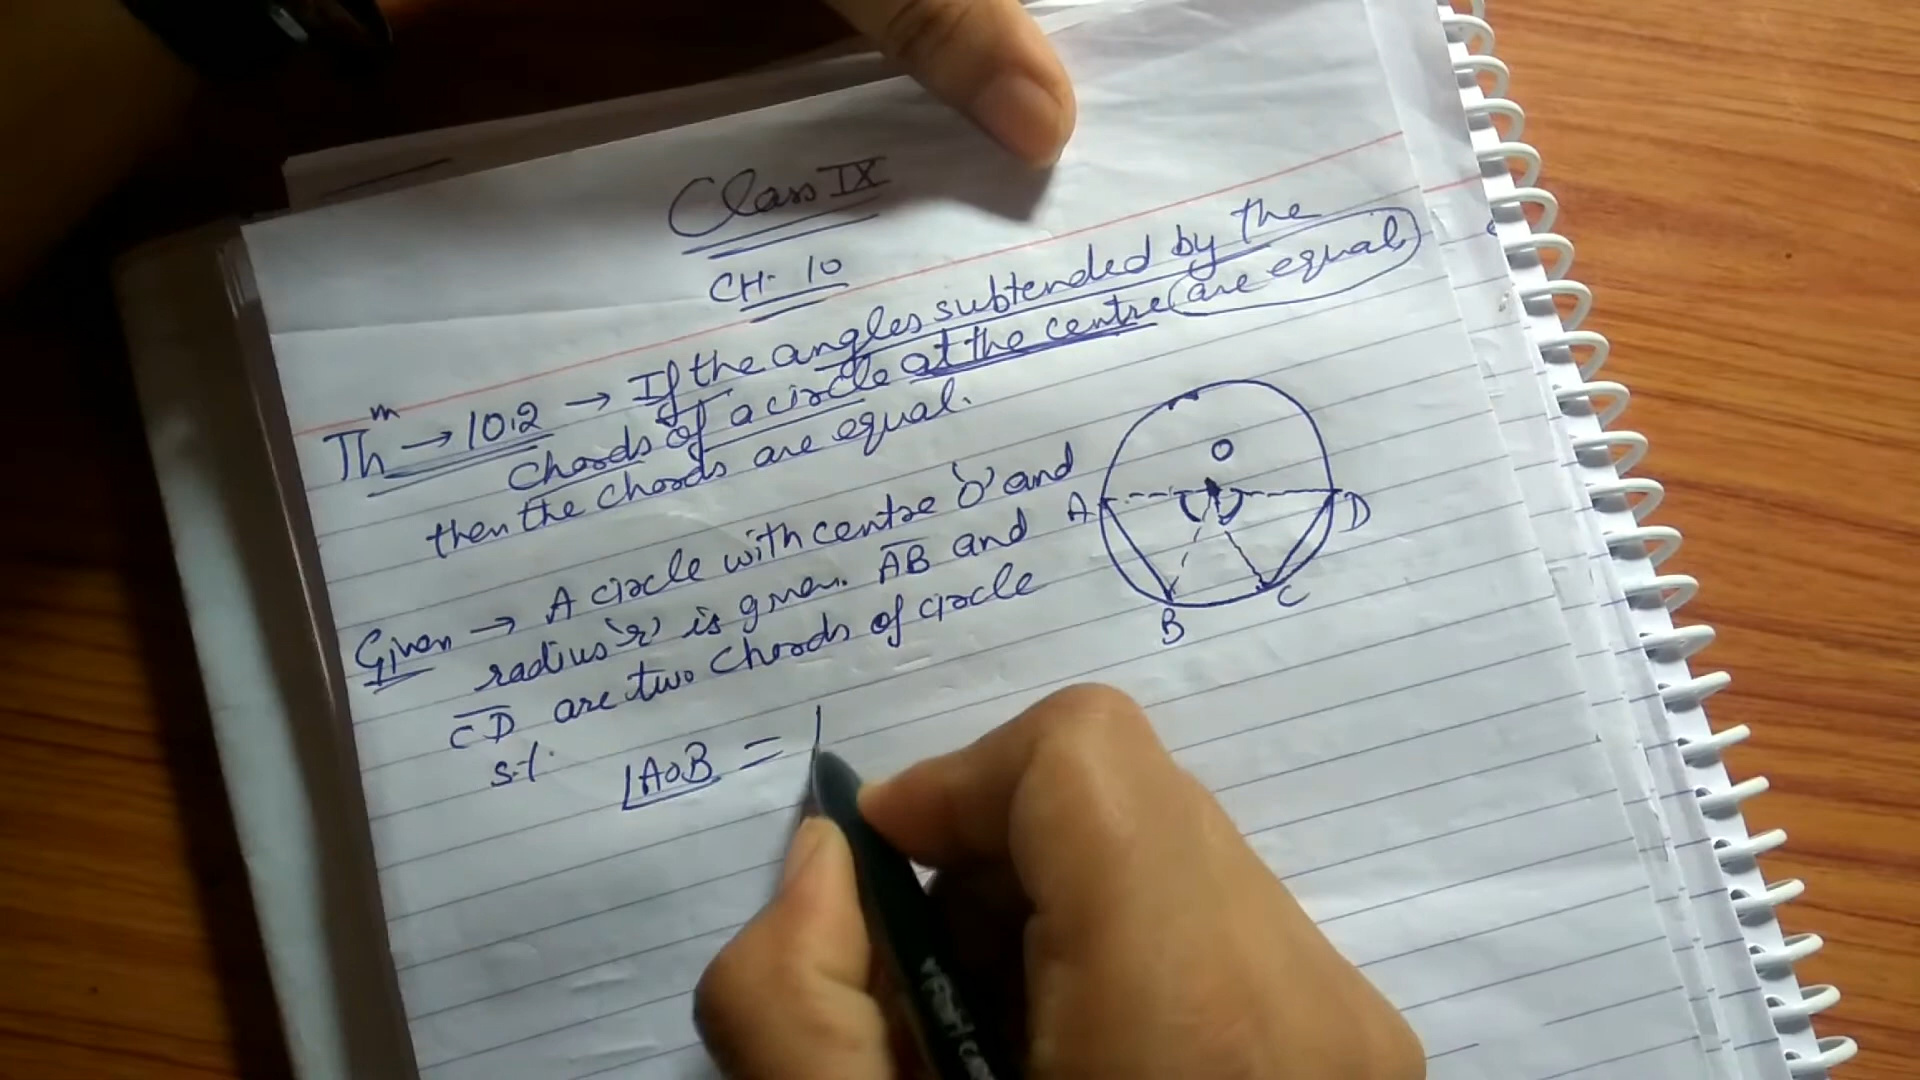 Class IX
CH. 10
Thm → 10.2 → If the angles subtended by the
chords of a circle at the centre are equal
then the chords are equal.
Given → A circle with centre 'O' and
radius 'r' is given. AB and
CD are two chords of circle
s.t. ∠AOB =
O
A
D
B
C